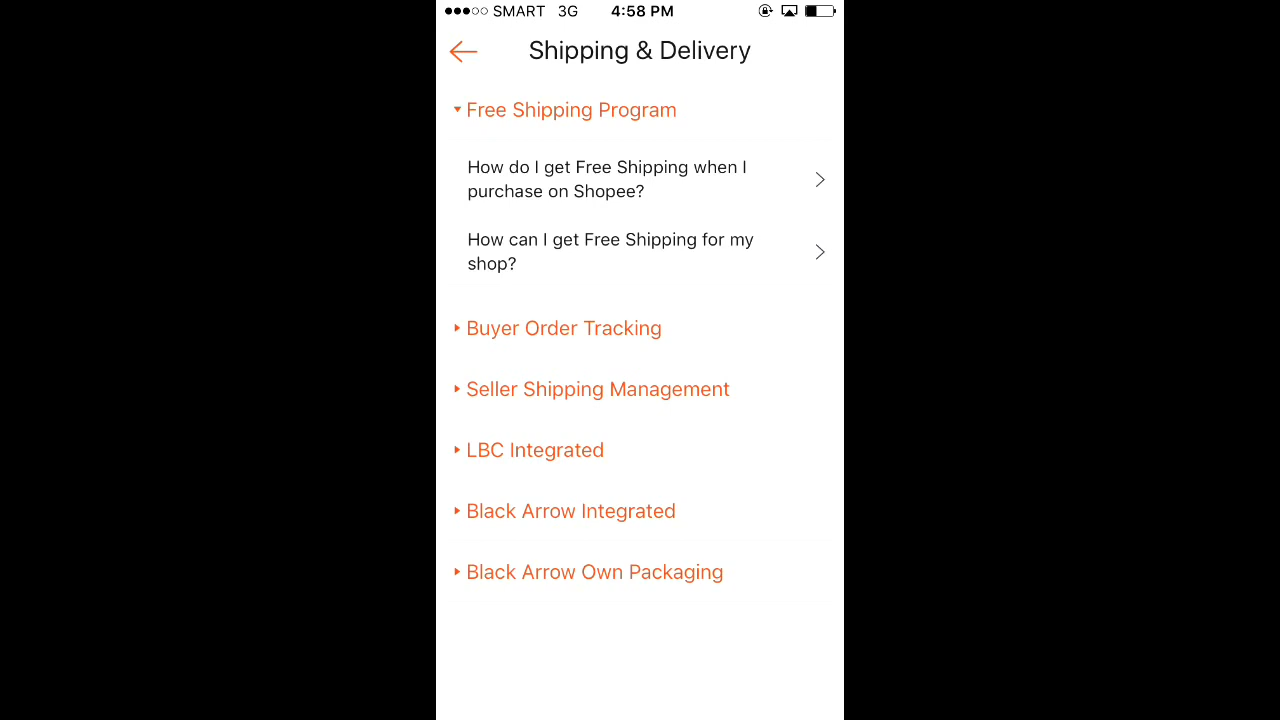 SMART 3G 4:58 PM
Shipping & Delivery
Free Shipping Program
How do I get Free Shipping when I
purchase on Shopee?
How can I get Free Shipping for my
shop?
Buyer Order Tracking
Seller Shipping Management
LBC Integrated
Black Arrow Integrated
Black Arrow Own Packaging